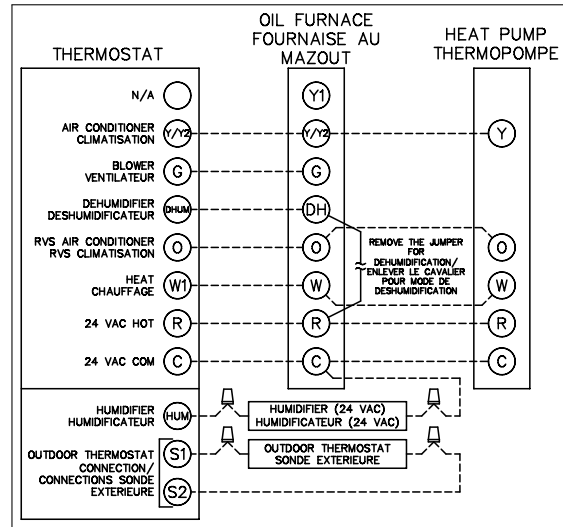 THERMOSTAT
OIL FURNACE
FOURNAISE AU
MAZOUT
HEAT PUMP
THERMOPOMPE
N/A
Y1
AIR CONDITIONER
CLIMATISATION
Y/Y2
Y/Y2
Y
BLOWER
VENTILATEUR
G
G
DEHUMIDIFIER
DESHUMIDIFICATEUR
DHUM
DH
RVS AIR CONDITIONER
RVS CLIMATISATION
O
O
O
REMOVE THE JUMPER
FOR
DEHUMIDIFICATION/
ENLEVER LE CAVALIER
POUR MODE DE
DESHUMIDIFICATION
HEAT
CHAUFFAGE
W1
W
W
24 VAC HOT
R
R
R
24 VAC COM
C
C
C
HUMIDIFIER
HUMIDIFICATEUR
HUM
HUMIDIFIER (24 VAC)
HUMIDIFICATEUR (24 VAC)
OUTDOOR THERMOSTAT
CONNECTION/
CONNECTIONS SONDE
EXTERIEURE
S1
S2
OUTDOOR THERMOSTAT
SONDE EXTERIEURE